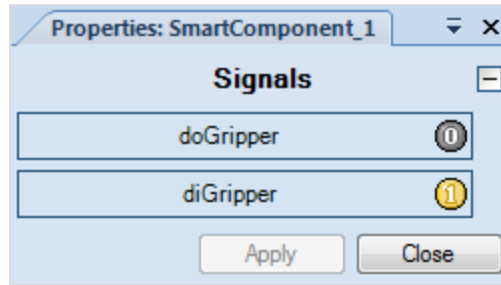 Properties: SmartComponent_1
Signals
doGripper 0
diGripper 1
Apply Close